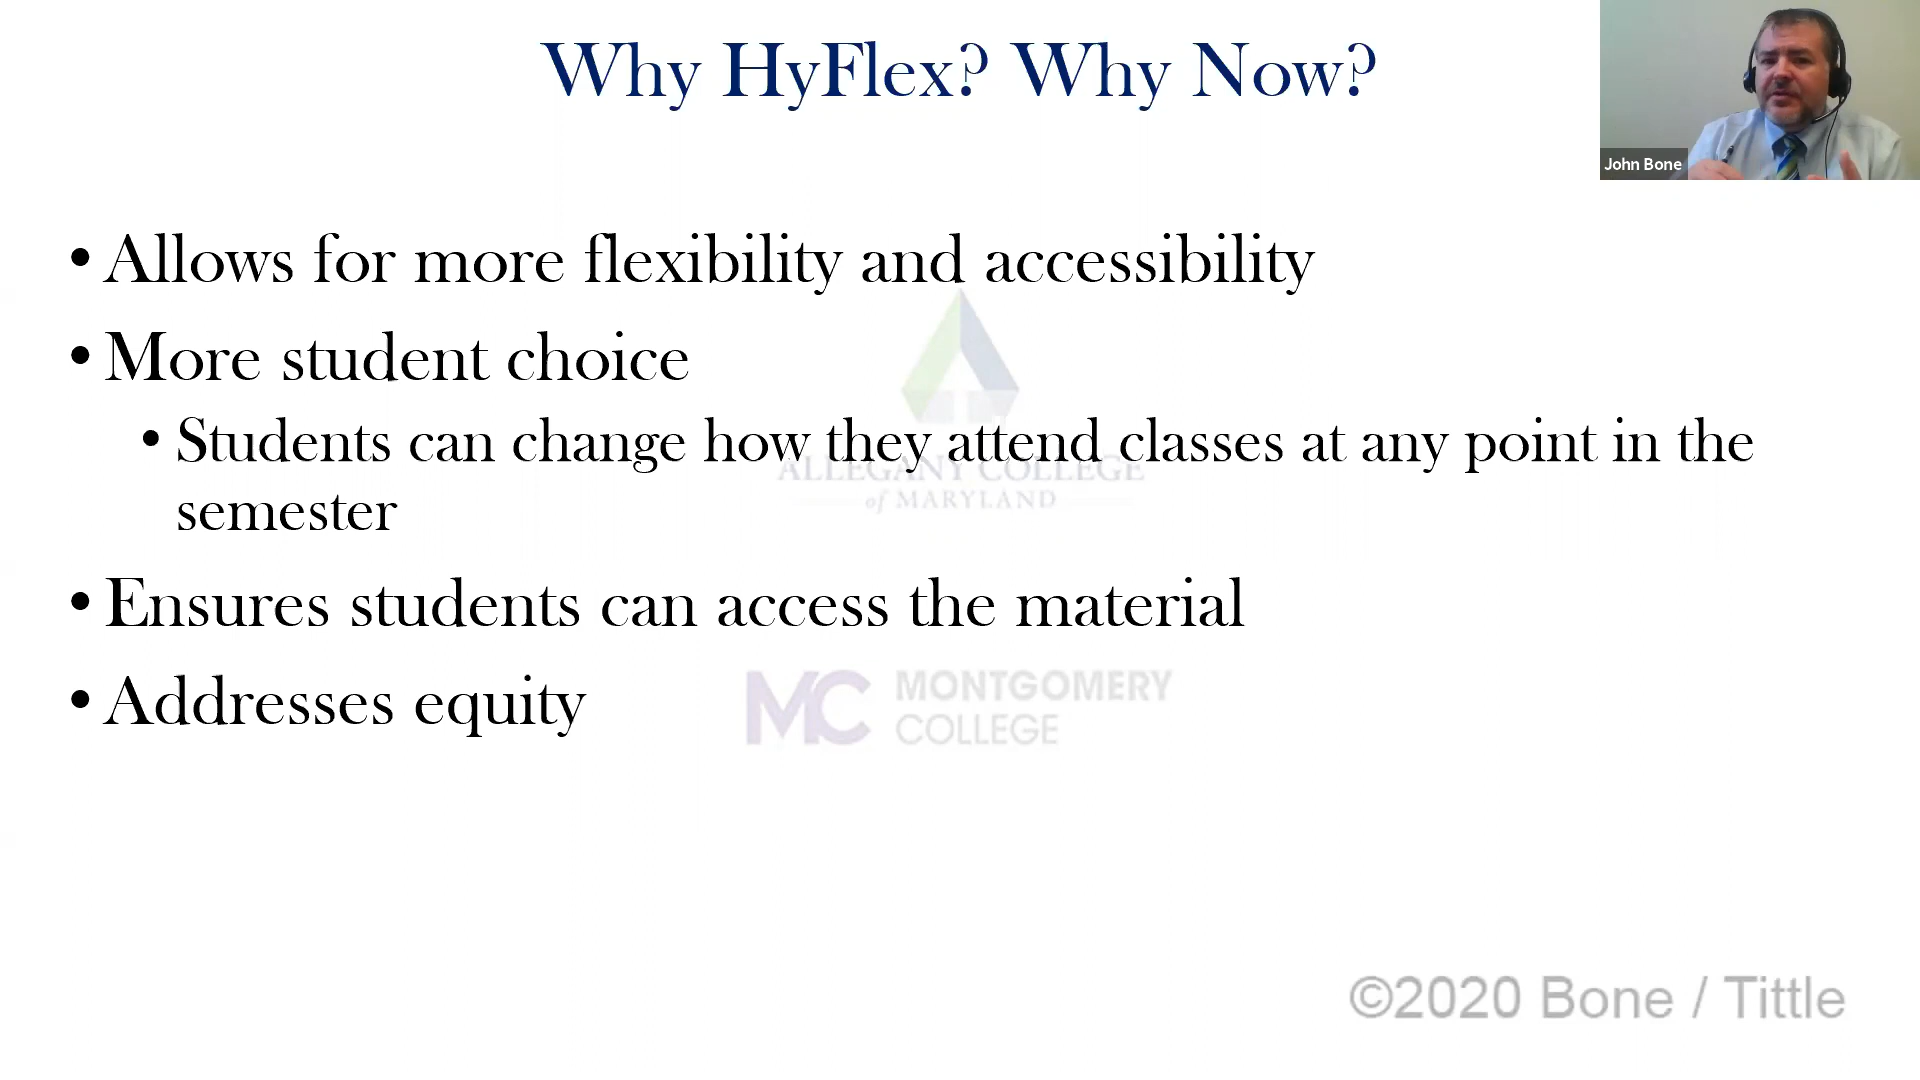 Why HyFlex? Why Now?
John Bone
• Allows for more flexibility and accessibility
• More student choice
• Students can change how they attend classes at any point in the
semester
ALLEGANY COLLEGE
of MARYLAND
• Ensures students can access the material
• Addresses equity
MC MONTGOMERY
COLLEGE
©2020 Bone / Tittle